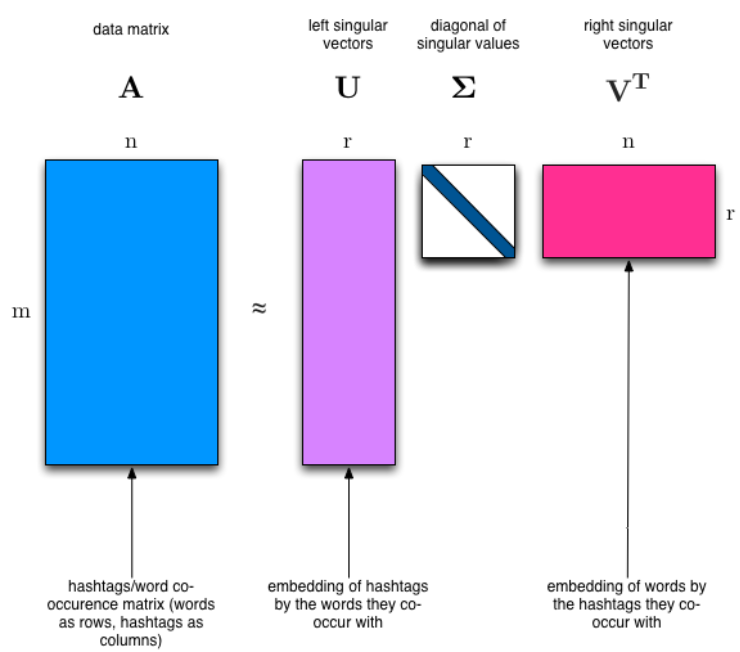 data matrix
left singular
vectors
diagonal of
singular values
right singular
vectors
A
U
Σ
V^T
n
r
r
n
r
m
≈
hashtags/word co-
occurence matrix (words
as rows, hashtags as
columns)
embedding of hashtags
by the words they co-
occur with
embedding of words by
the hashtags they co-
occur with